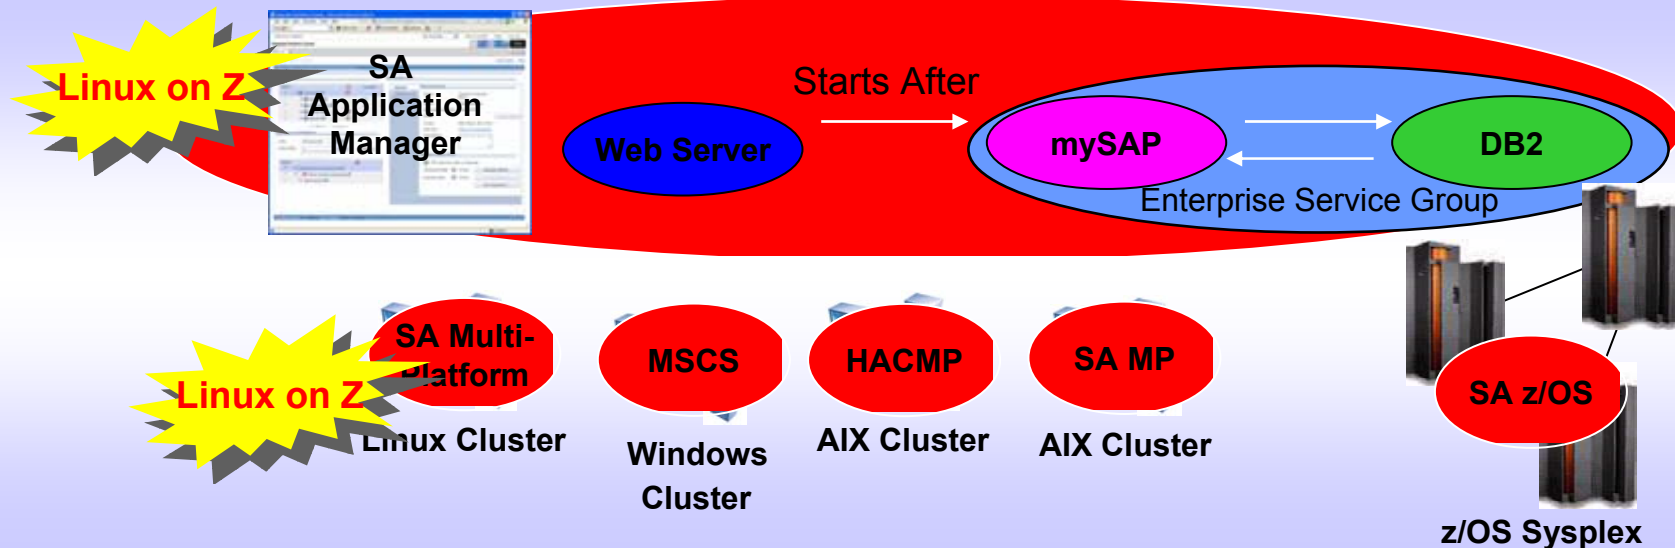 Linux on Z
SA
Application
Manager
Web Server
Starts After
mySAP
DB2
Enterprise Service Group
Linux on Z
SA Multi-
Platform
Linux Cluster
MSCS
Windows
Cluster
HACMP
AIX Cluster
SA MP
AIX Cluster
SA z/OS
z/OS Sysplex